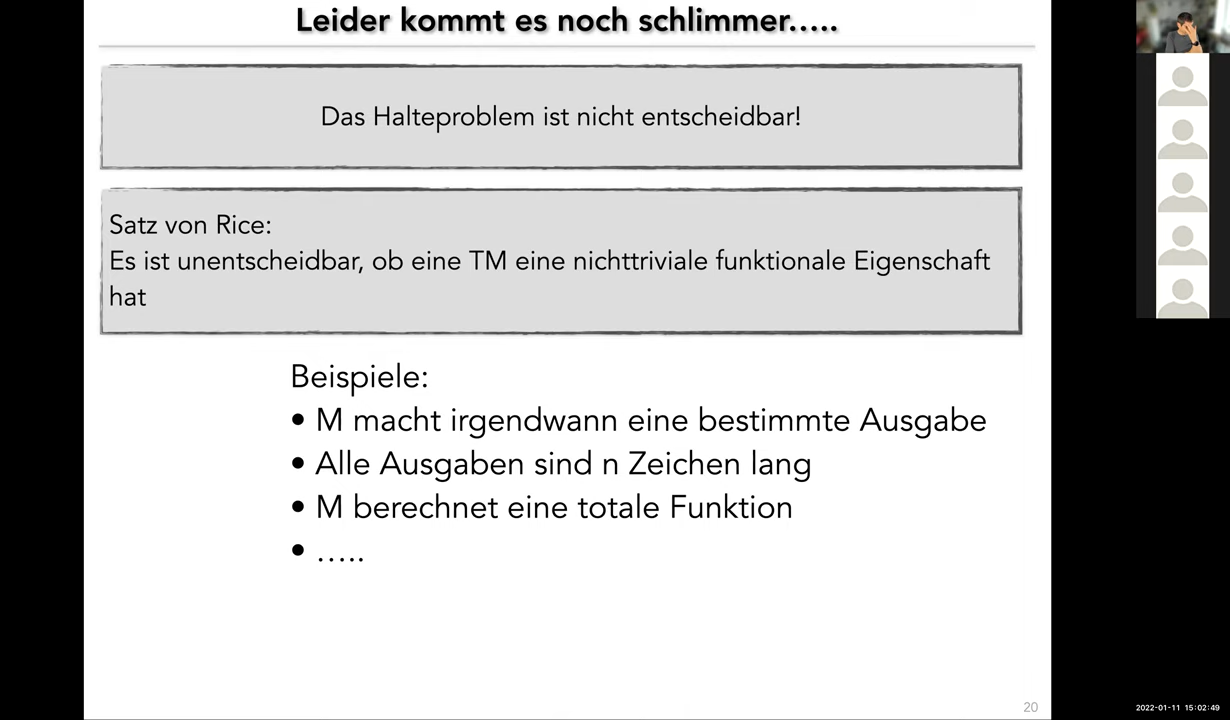 Leider kommt es noch schlimmer.....
Das Halteproblem ist nicht entscheidbar!
Satz von Rice:
Es ist unentscheidbar, ob eine TM eine nichttriviale funktionale Eigenschaft
hat
Beispiele:
• M macht irgendwann eine bestimmte Ausgabe
• Alle Ausgaben sind n Zeichen lang
• M berechnet eine totale Funktion
• .....
20
2022-01-11 15:02:49